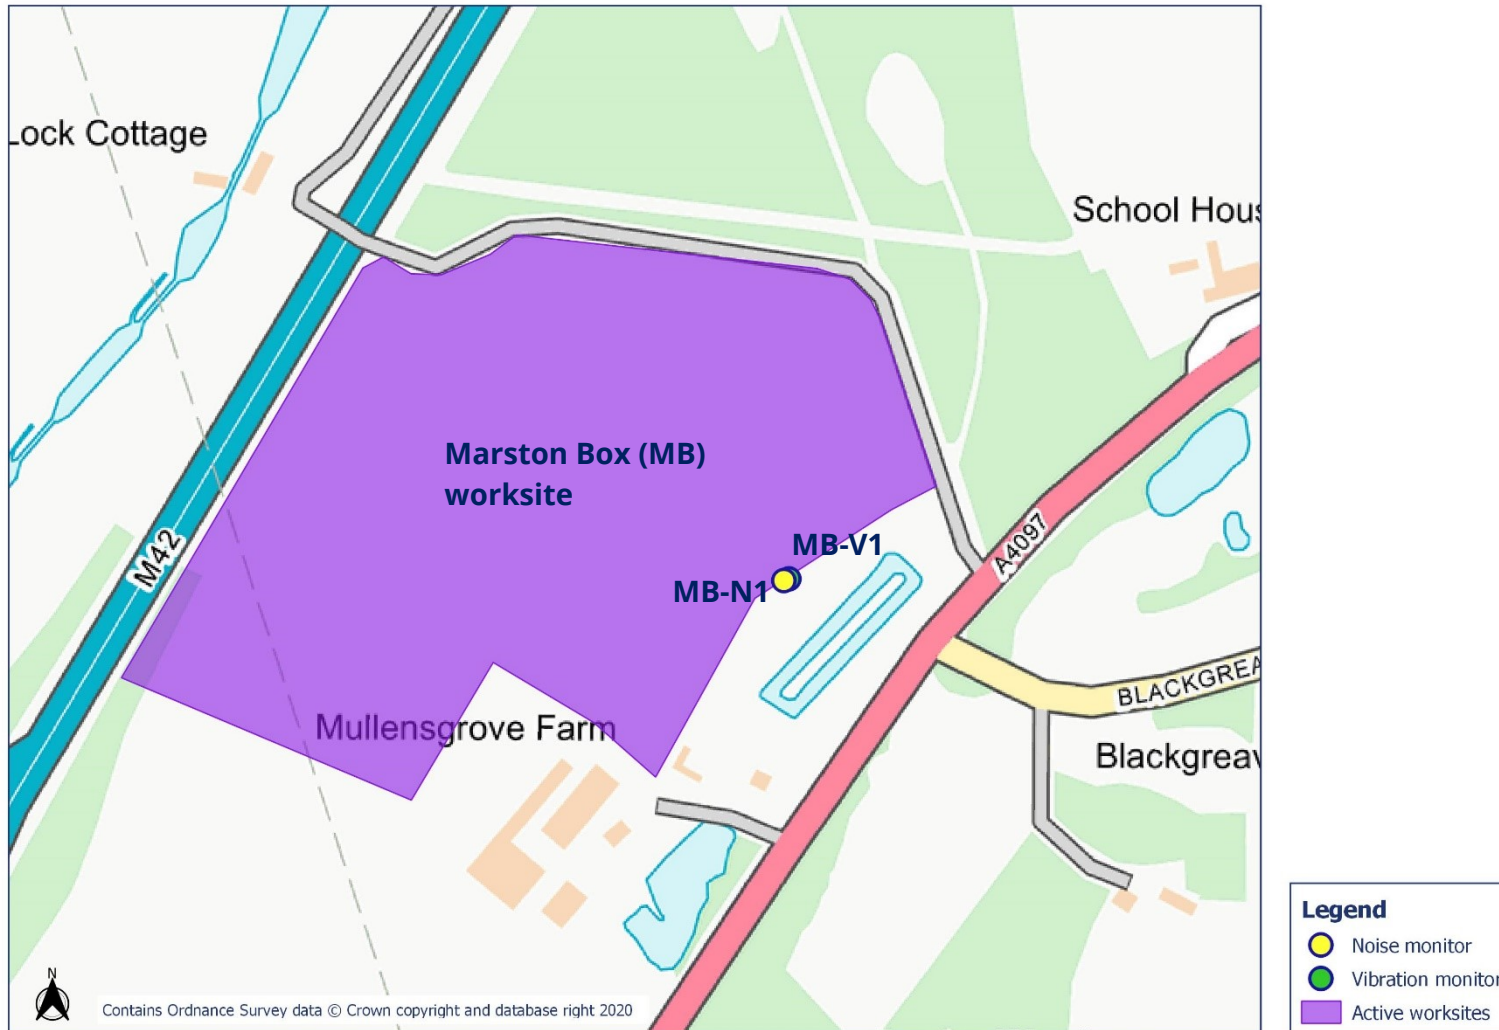 Lock Cottage
School Hous
Marston Box (MB)
worksite
M42
MB-V1
A4097
MB-N1
BLACKGREA
Mullensgrove Farm
Blackgreav
Legend
Noise monitor
N
Vibration monitor
Contains Ordnance Survey data © Crown copyright and database right 2020
Active worksites